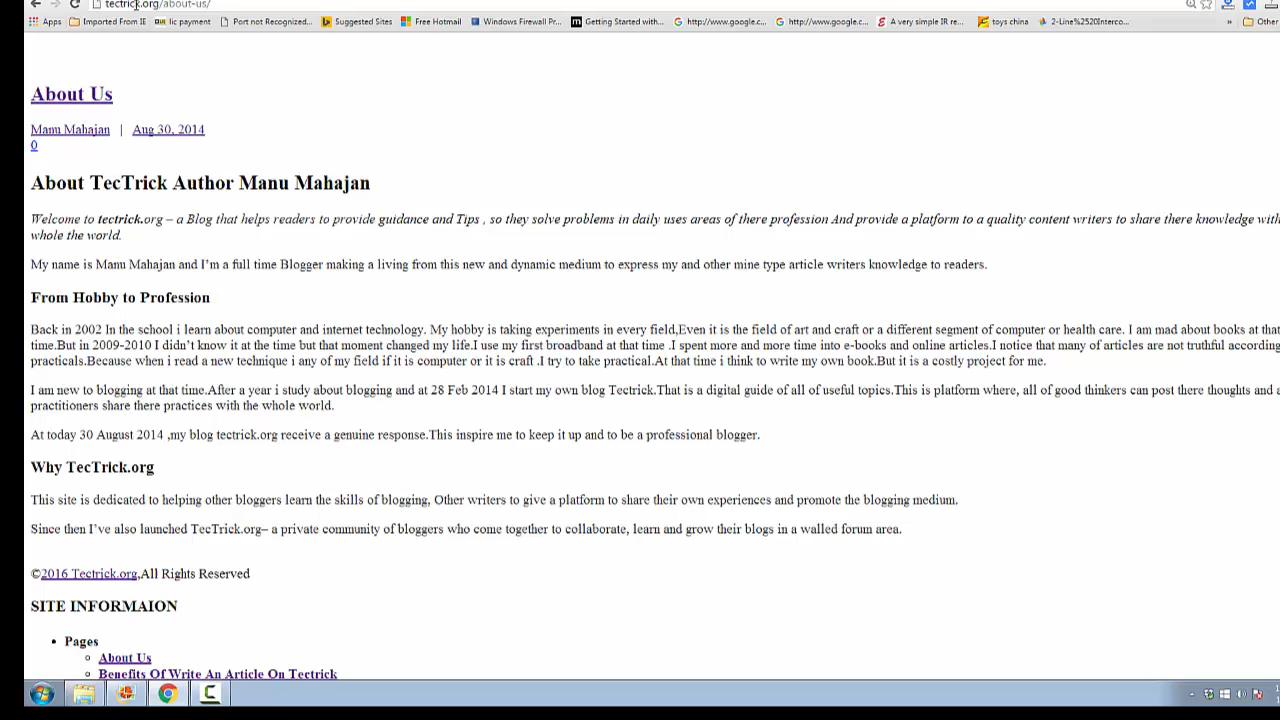 tectrick.org/about-us/
Apps Imported From IE lic payment Port not Recognized... Suggested Sites Free Hotmail Windows Firewall Pr... Getting Started with... http://www.google.c... http://www.google.c... A very simple IR re... toys china 2-Line%2520Interco... » Other
About Us
Manu Mahajan | Aug 30, 2014
0
About TecTrick Author Manu Mahajan
Welcome to tectrick.org – a Blog that helps readers to provide guidance and Tips , so they solve problems in daily uses areas of there profession And provide a platform to a quality content writers to share there knowledge with
whole the world.
My name is Manu Mahajan and I'm a full time Blogger making a living from this new and dynamic medium to express my and other mine type article writers knowledge to readers.
From Hobby to Profession
Back in 2002 In the school i learn about computer and internet technology. My hobby is taking experiments in every field,Even it is the field of art and craft or a different segment of computer or health care. I am mad about books at that
time.But in 2009-2010 I didn't know it at the time but that moment changed my life.I use my first broadband at that time .I spent more and more time into e-books and online articles.I notice that many of articles are not truthful according
practicals.Because when i read a new technique i any of my field if it is computer or it is craft .I try to take practical.At that time i think to write my own book.But it is a costly project for me.
I am new to blogging at that time.After a year i study about blogging and at 28 Feb 2014 I start my own blog Tectrick.That is a digital guide of all of useful topics.This is platform where, all of good thinkers can post there thoughts and
practitioners share there practices with the whole world.
At today 30 August 2014 ,my blog tectrick.org receive a genuine response.This inspire me to keep it up and to be a professional blogger.
Why TecTrick.org
This site is dedicated to helping other bloggers learn the skills of blogging, Other writers to give a platform to share their own experiences and promote the blogging medium.
Since then I've also launched TecTrick.org– a private community of bloggers who come together to collaborate, learn and grow their blogs in a walled forum area.
©2016 Tectrick.org,All Rights Reserved
SITE INFORMAION
Pages
About Us
Benefits Of Write An Article On Tectrick